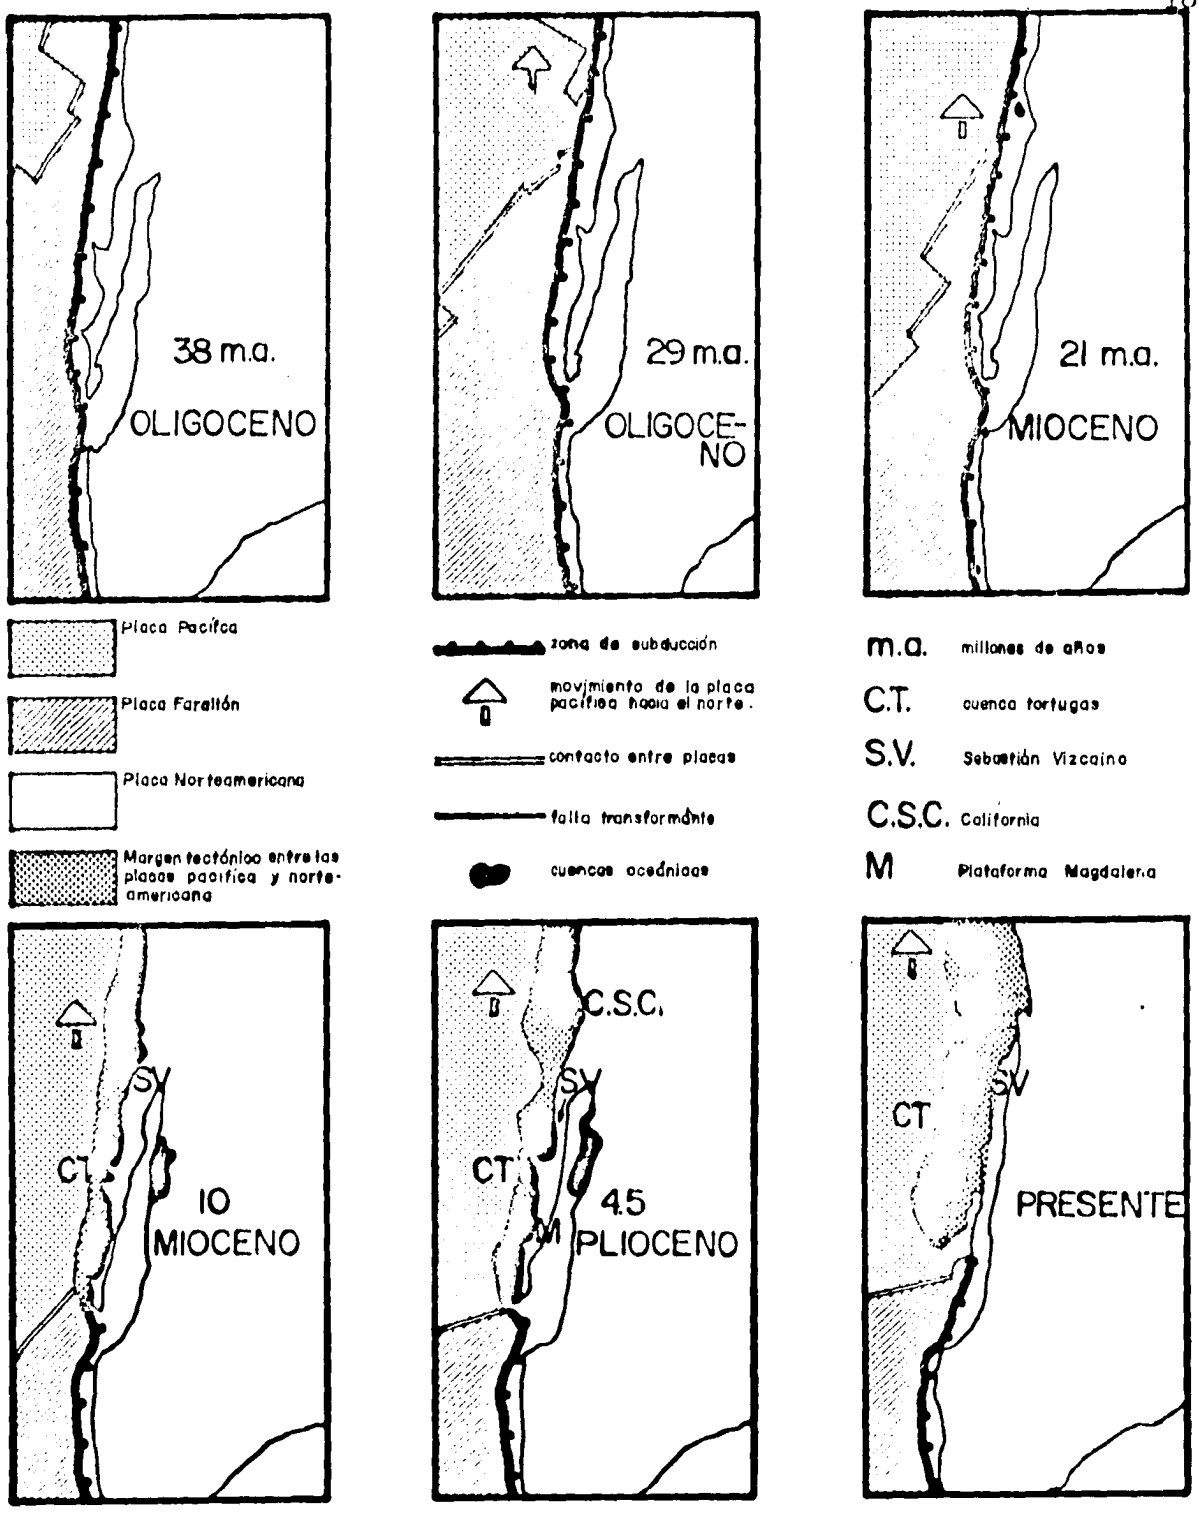 18
38 m.a.
OLIGOCENO
29 m.a.
OLIGOCE-
NO
21 m.a.
MIOCENO
Placa Pacífca
Placa Farallón
Placa Norteamericana
Margen tectónico entre las
placas pacifica y norte-
americana
zona de subducción
movimiento de la placa
pacífica hacia el norte.
contacto entre placas
falla transformante
cuencas oceánicas
m.a. millones de años
C.T. cuenca tortugas
S.V. Sebastián Vizcaino
C.S.C. California
M Plataforma Magdalena
SV
CT
10
MIOCENO
C.S.C.
SV
CT
4.5
M
PLIOCENO
SV
CT
PRESENTE